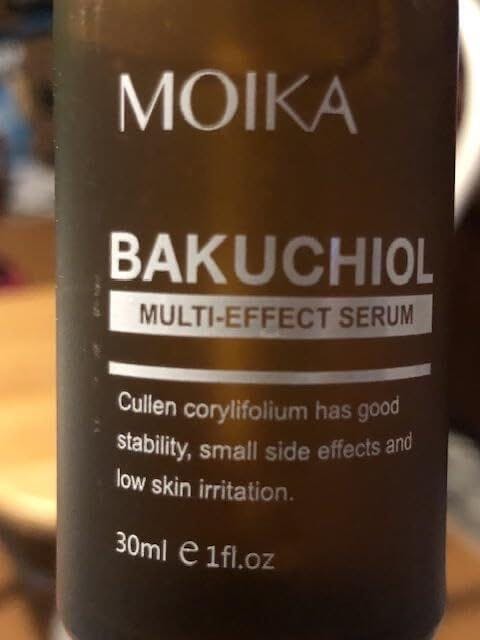 MOIKA
BAKUCHIOL
MULTI-EFFECT SERUM
Cullen corylifolium has good
stability, small side effects and
low skin irritation.
30ml ℮ 1fl.oz